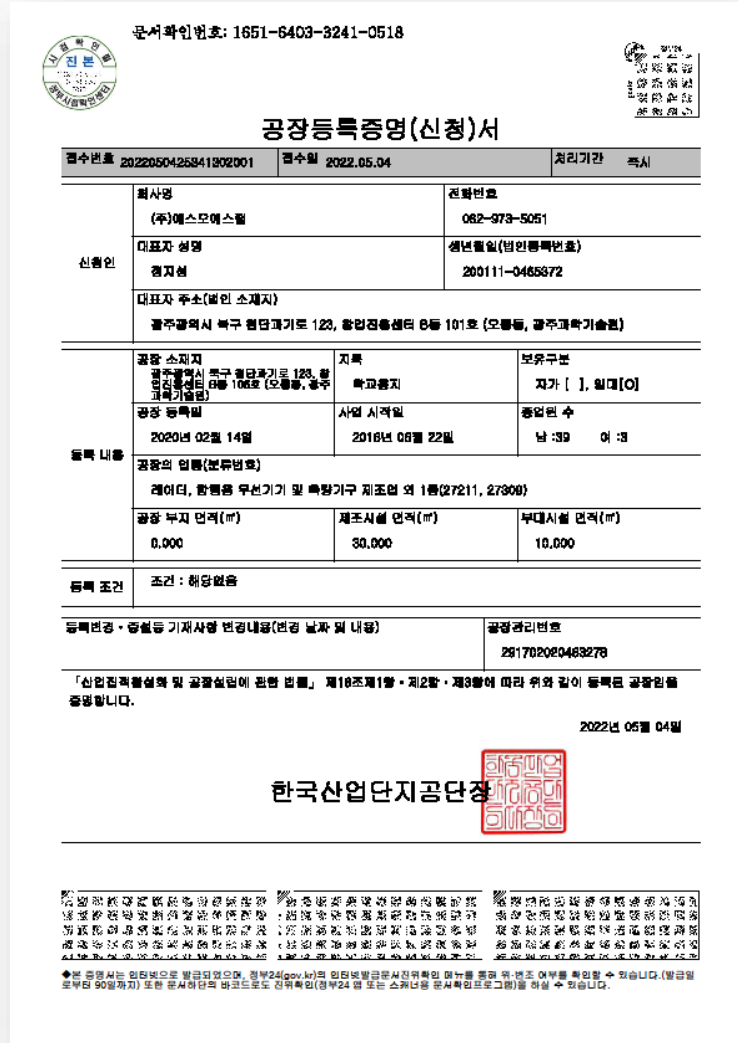 문서확인번호: 1651-6403-3241-0518
시점확인필
진본
정부시점확인센터
공장등록증명(신청)서
접수번호 2022050425841302001 접수일 2022.05.04 처리기간 즉시
신청인
회사명
(주)에스모에스텔
전화번호
062-973-5051
대표자 성명
생년월일(법인등록번호)
200111-0465372
대표자 주소(법인 소재지)
광주광역시 북구 첨단과기로 123, 창업진흥센터 B동 101호 (오룡동, 광주과학기술원)
등록 내용
공장 소재지
광주광역시 북구 첨단과기로 123, 창
업진흥센터 B동 106호 (오룡동, 광주
과학기술원)
지목
학교용지
보유구분
자가 [ ], 임대[O]
공장 등록일
2020년 02월 14일
사업 시작일
2016년 06월 22일
종업원 수
남 :39 여 :3
공장의 업종(분류번호)
레이더, 항행용 무선기기 및 측량기구 제조업 외 1종(27211, 27309)
공장 부지 면적(㎡)
0.000
제조시설 면적(㎡)
30.000
부대시설 면적(㎡)
10.000
등록 조건
조건 : 해당없음
등록변경·증설등 기재사항 변경내용(변경 날짜 및 내용)
공장관리번호
291702020463278
「산업집적활성화 및 공장설립에 관한 법률」 제16조제1항·제2항·제3항에 따라 위와 같이 등록된 공장임을
증명합니다.
2022년 05월 04일
한국산업단지공단장
◆본 증명서는 인터넷으로 발급되었으며, 정부24(gov.kr)의 인터넷발급문서진위확인 메뉴를 통해 위·변조 여부를 확인할 수 있습니다.(발급일
로부터 90일까지) 또한 문서하단의 바코드로도 진위확인(정부24 앱 또는 스캐너용 문서확인프로그램)을 하실 수 있습니다.